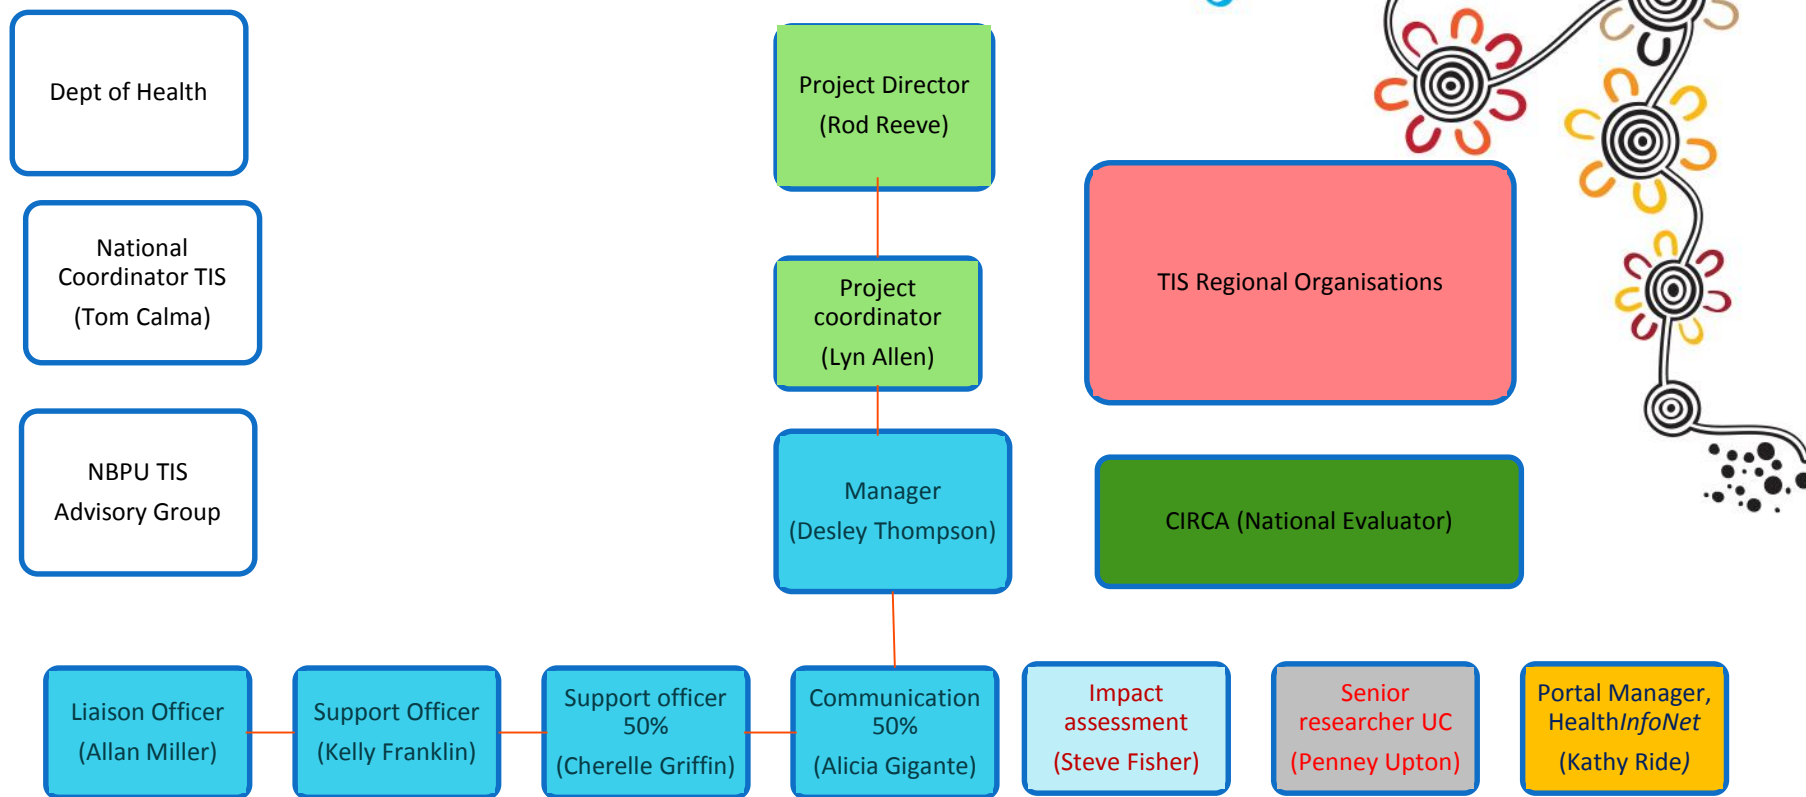 Dept of Health
Project Director
(Rod Reeve)
National
Coordinator TIS
(Tom Calma)
Project
coordinator
(Lyn Allen)
TIS Regional Organisations
NBPU TIS
Advisory Group
Manager
(Desley Thompson)
CIRCA (National Evaluator)
Liaison Officer
(Allan Miller)
Support Officer
(Kelly Franklin)
Support officer
50%
(Cherelle Griffin)
Communication
50%
(Alicia Gigante)
Impact
assessment
(Steve Fisher)
Senior
researcher UC
(Penney Upton)
Portal Manager,
HealthInfoNet
(Kathy Ride)